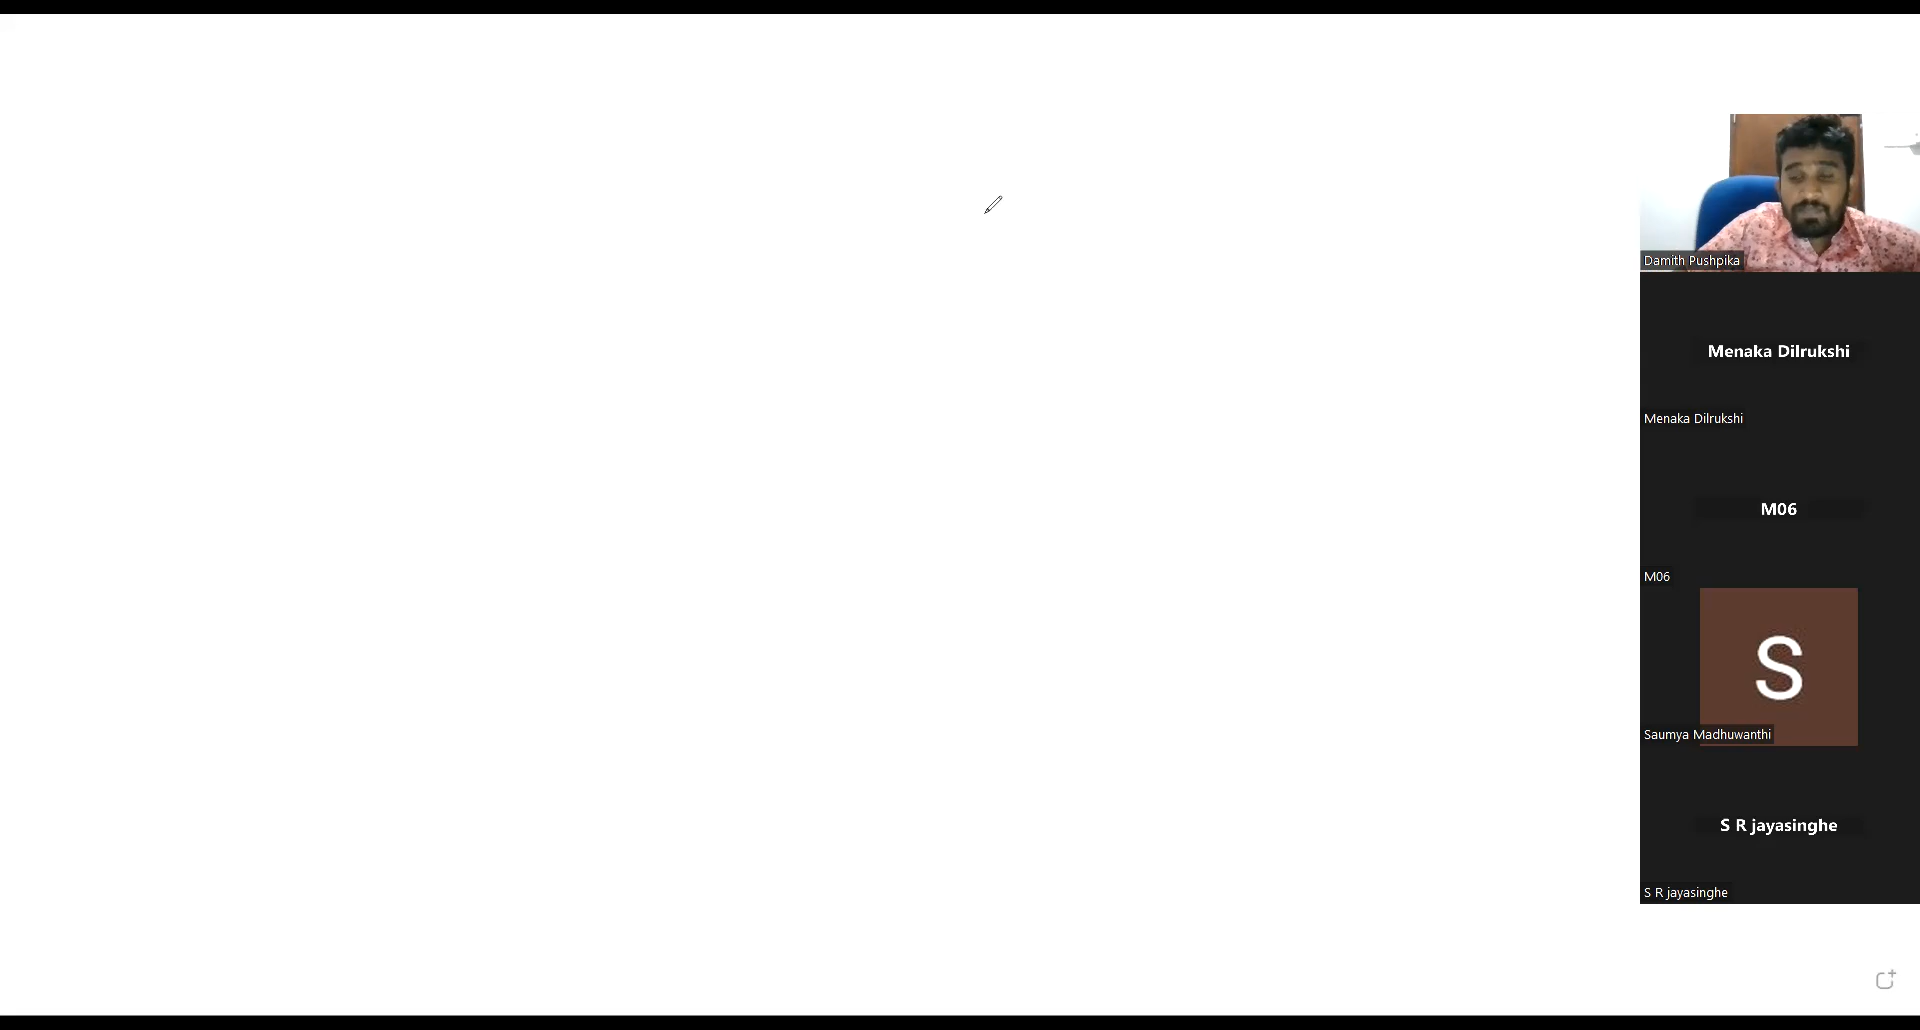 Damith Pushpika
Menaka Dilrukshi
Menaka Dilrukshi
M06
M06
S
Saumya Madhuwanthi
S R jayasinghe
S R jayasinghe